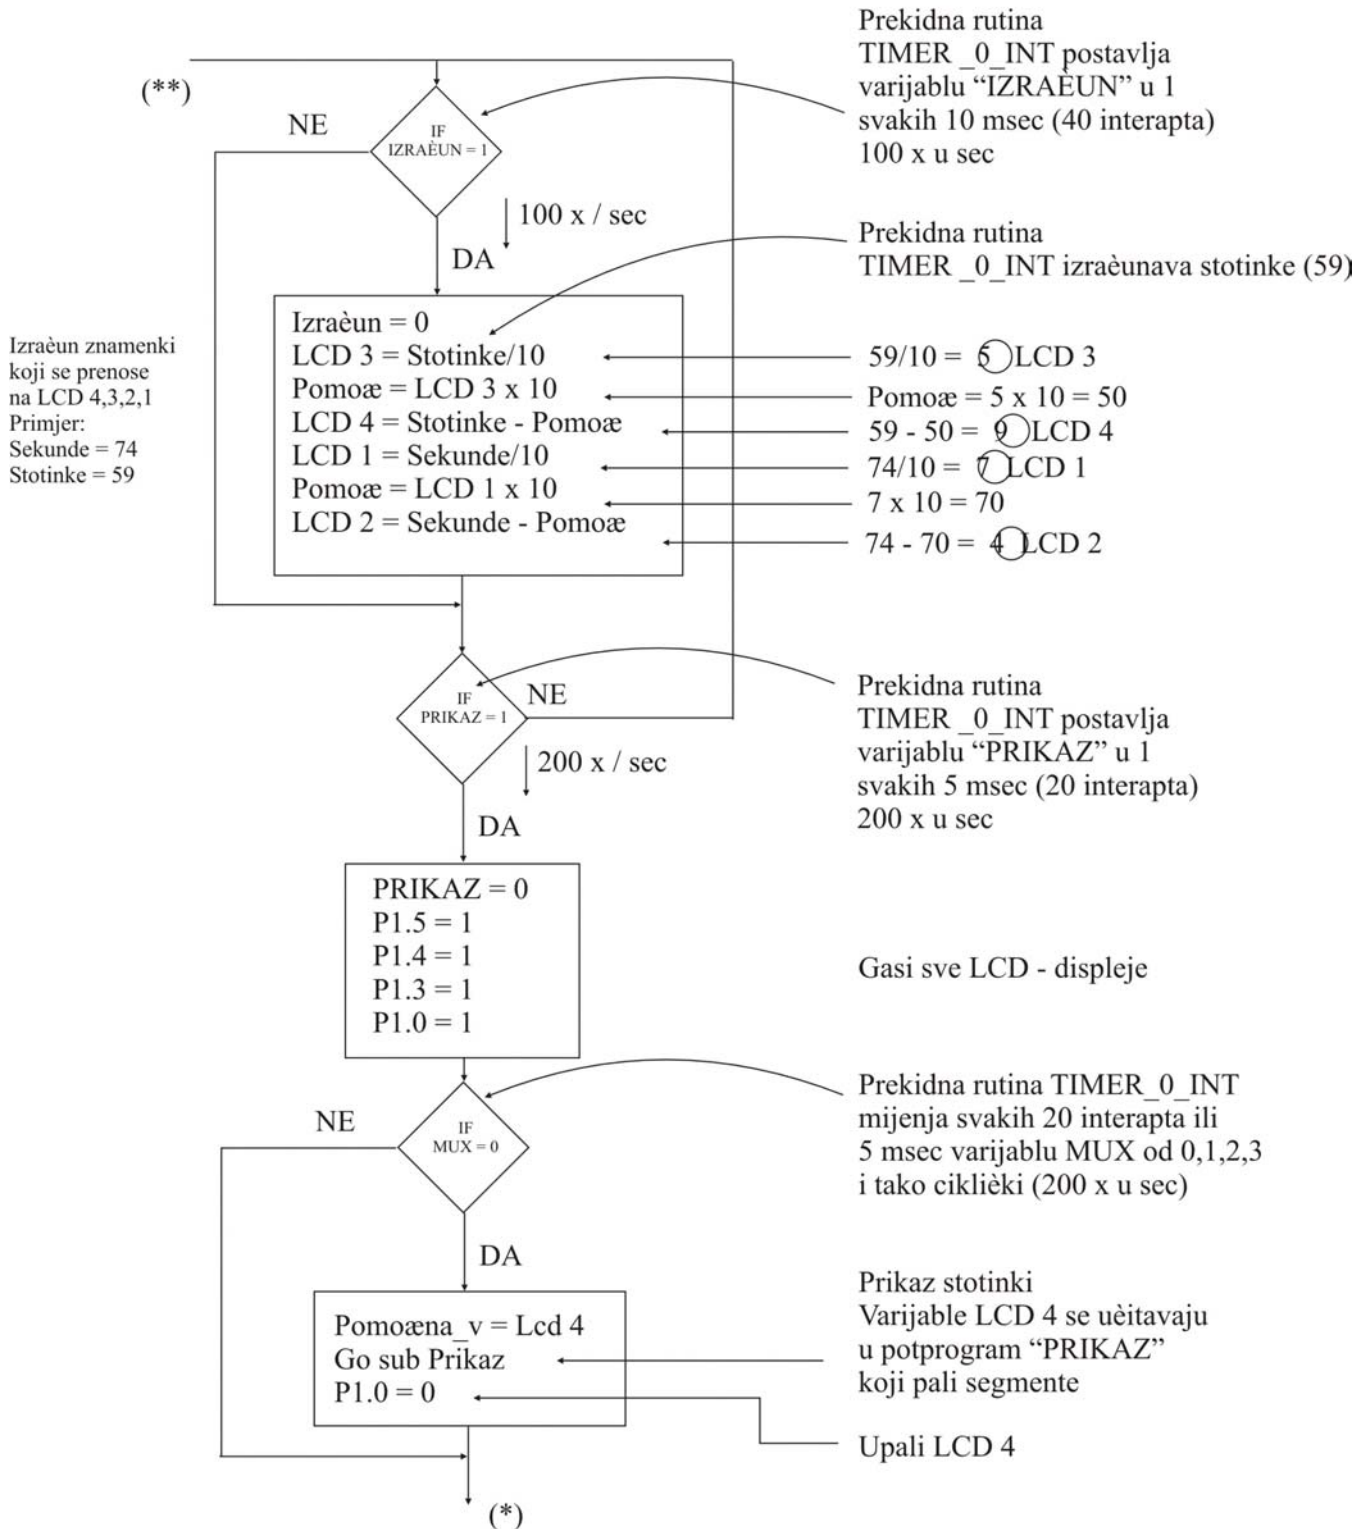 Prekidna rutina
TIMER _0_INT postavlja
varijablu “IZRAÈUN” u 1
svakih 10 msec (40 interapta)
100 x u sec
(**)
NE
IF
IZRAÈUN = 1
100 x / sec
DA
Prekidna rutina
TIMER _0_INT izraèunava stotinke (59)
Izraèun znamenki
koji se prenose
na LCD 4,3,2,1
Primjer:
Sekunde = 74
Stotinke = 59
Izraèun = 0
LCD 3 = Stotinke/10
Pomoæ = LCD 3 x 10
LCD 4 = Stotinke - Pomoæ
LCD 1 = Sekunde/10
Pomoæ = LCD 1 x 10
LCD 2 = Sekunde - Pomoæ
59/10 = 5 LCD 3
Pomoæ = 5 x 10 = 50
59 - 50 = 9 LCD 4
74/10 = 7 LCD 1
7 x 10 = 70
74 - 70 = 4 LCD 2
IF
PRIKAZ = 1
NE
200 x / sec
DA
Prekidna rutina
TIMER _0_INT postavlja
varijablu “PRIKAZ” u 1
svakih 5 msec (20 interapta)
200 x u sec
PRIKAZ = 0
P1.5 = 1
P1.4 = 1
P1.3 = 1
P1.0 = 1
Gasi sve LCD - displeje
NE
IF
MUX = 0
DA
Prekidna rutina TIMER_0_INT
mijenja svakih 20 interapta ili
5 msec varijablu MUX od 0,1,2,3
i tako ciklièki (200 x u sec)
Pomoæna_v = Lcd 4
Go sub Prikaz
P1.0 = 0
Prikaz stotinki
Varijable LCD 4 se uèitavaju
u potprogram “PRIKAZ”
koji pali segmente
Upali LCD 4
(*)